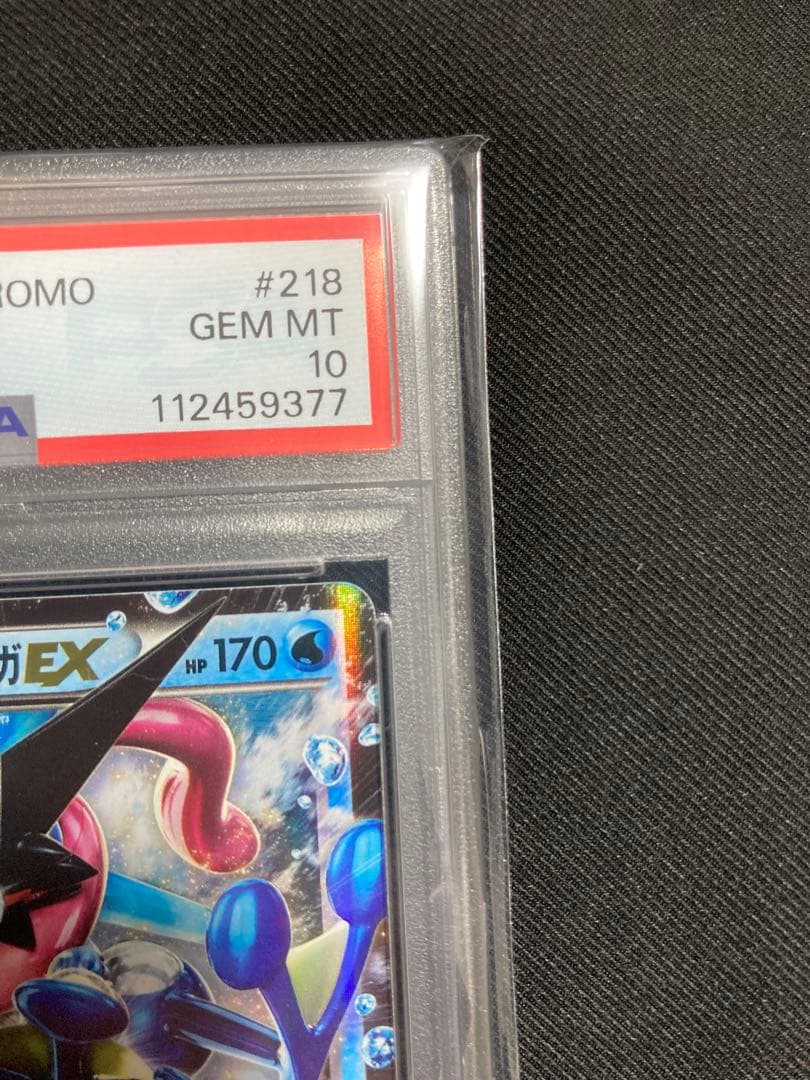 ROMO #218
GEM MT
10
112459377
A
ガEX HP 170